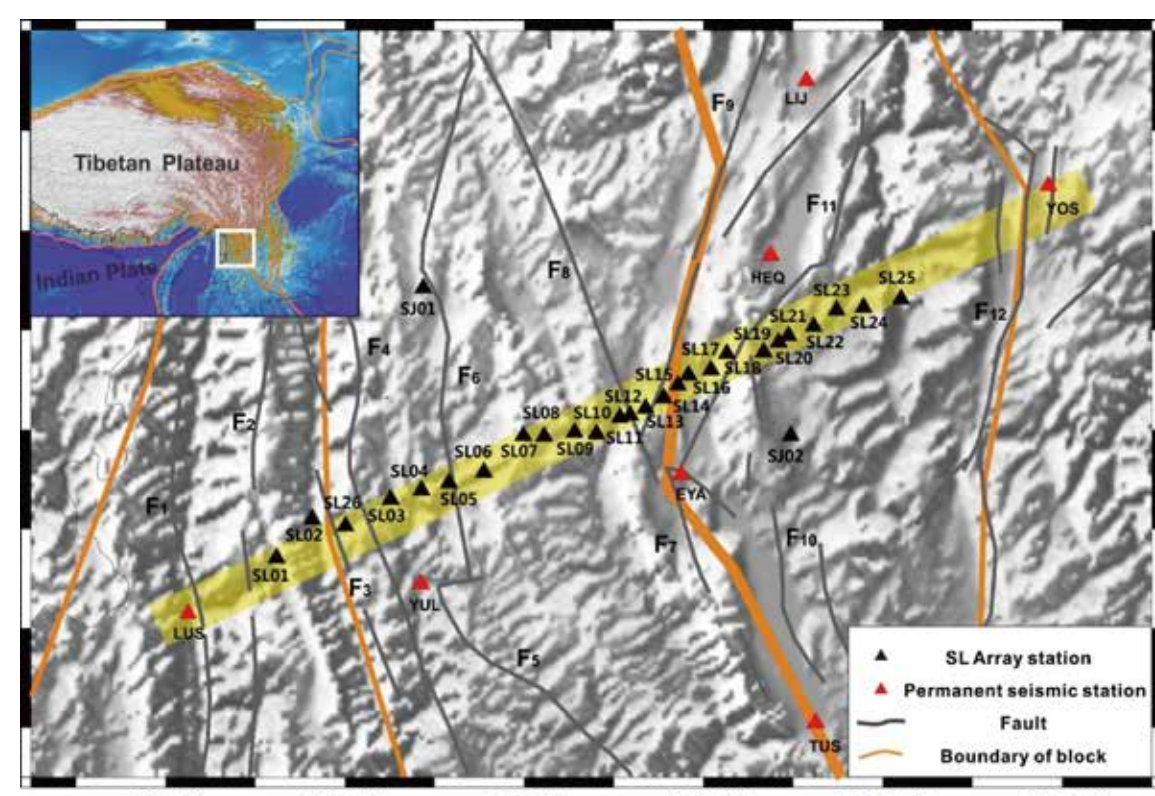 Tibetan Plateau
Indian Plate
LIJ
F9
YOS
F11
F8
HEQ
SJ01
SL25
SL23
SL21
F12
SL24
SL19
SL22
F4
SL17
SL20
SL18
F6
SL15
SL16
SL12
SL14
F2
SL08
SL10
SL13
SL11
SL07
SL09
SJ02
SL06
SL04
SL05
EYA
F1
SL26
SL03
SL02
F7
F10
SL01
F3
YUL
LUS
F5
TUS
SL Array station
Permanent seismic station
Fault
Boundary of block